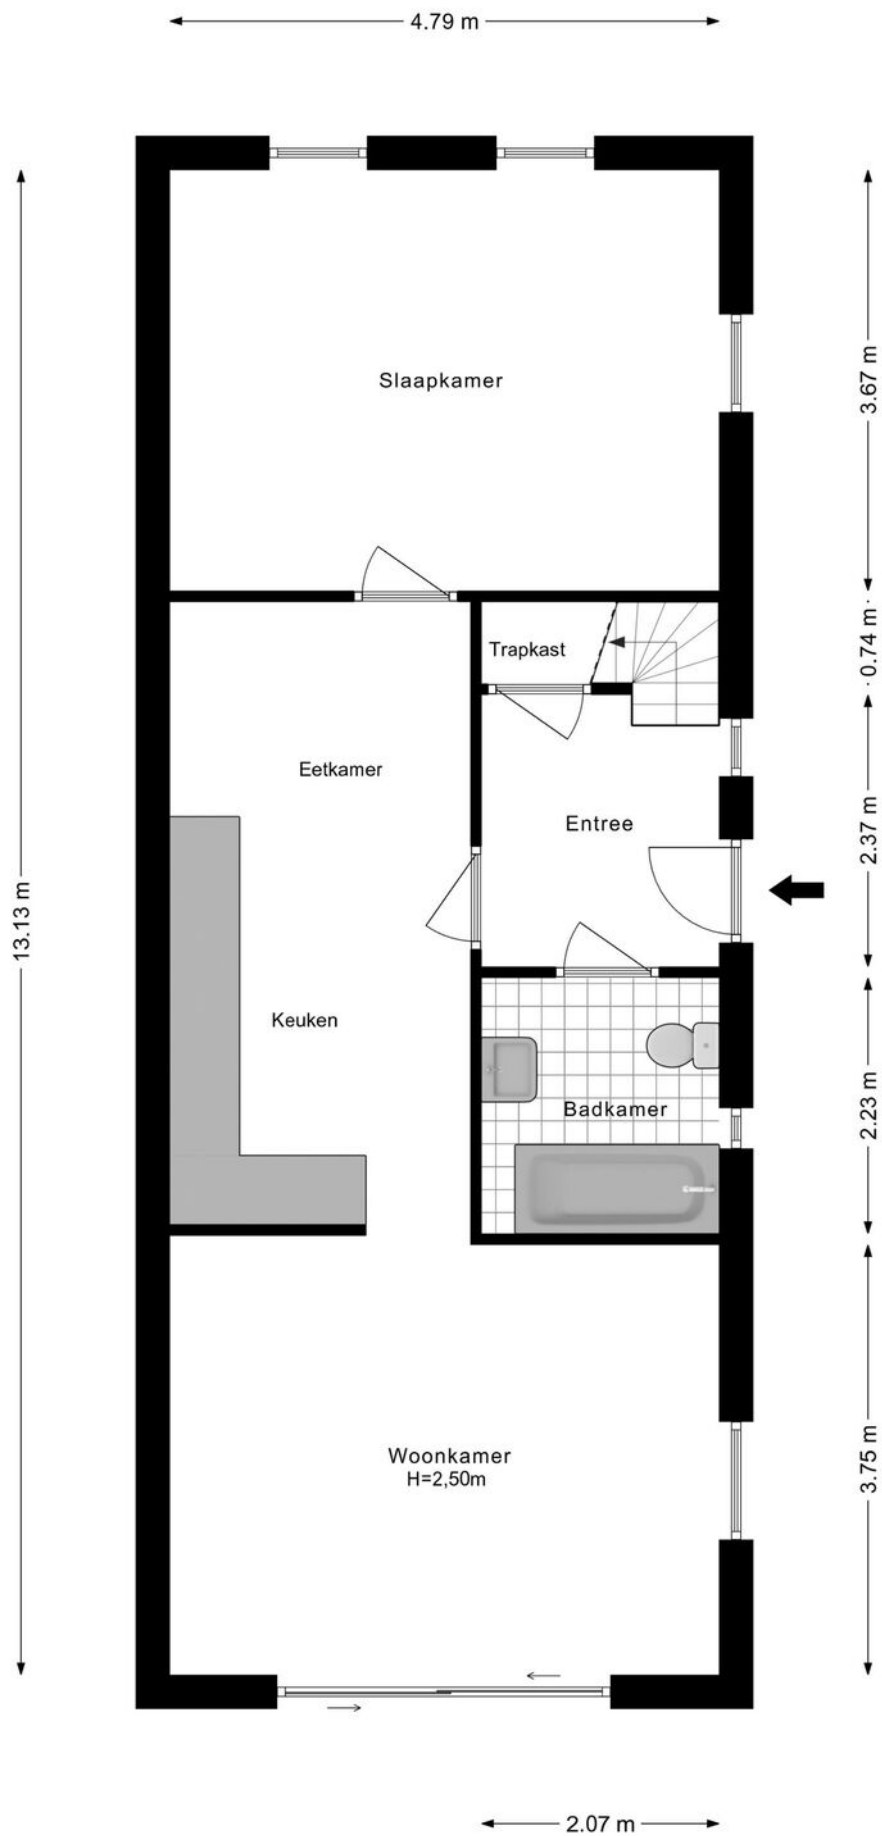 4.79 m
Slaapkamer
3.67 m
Trapkast
0.74 m
Eetkamer
Entree
2.37 m
13.13 m
Keuken
Badkamer
2.23 m
Woonkamer
H=2,50m
3.75 m
2.07 m